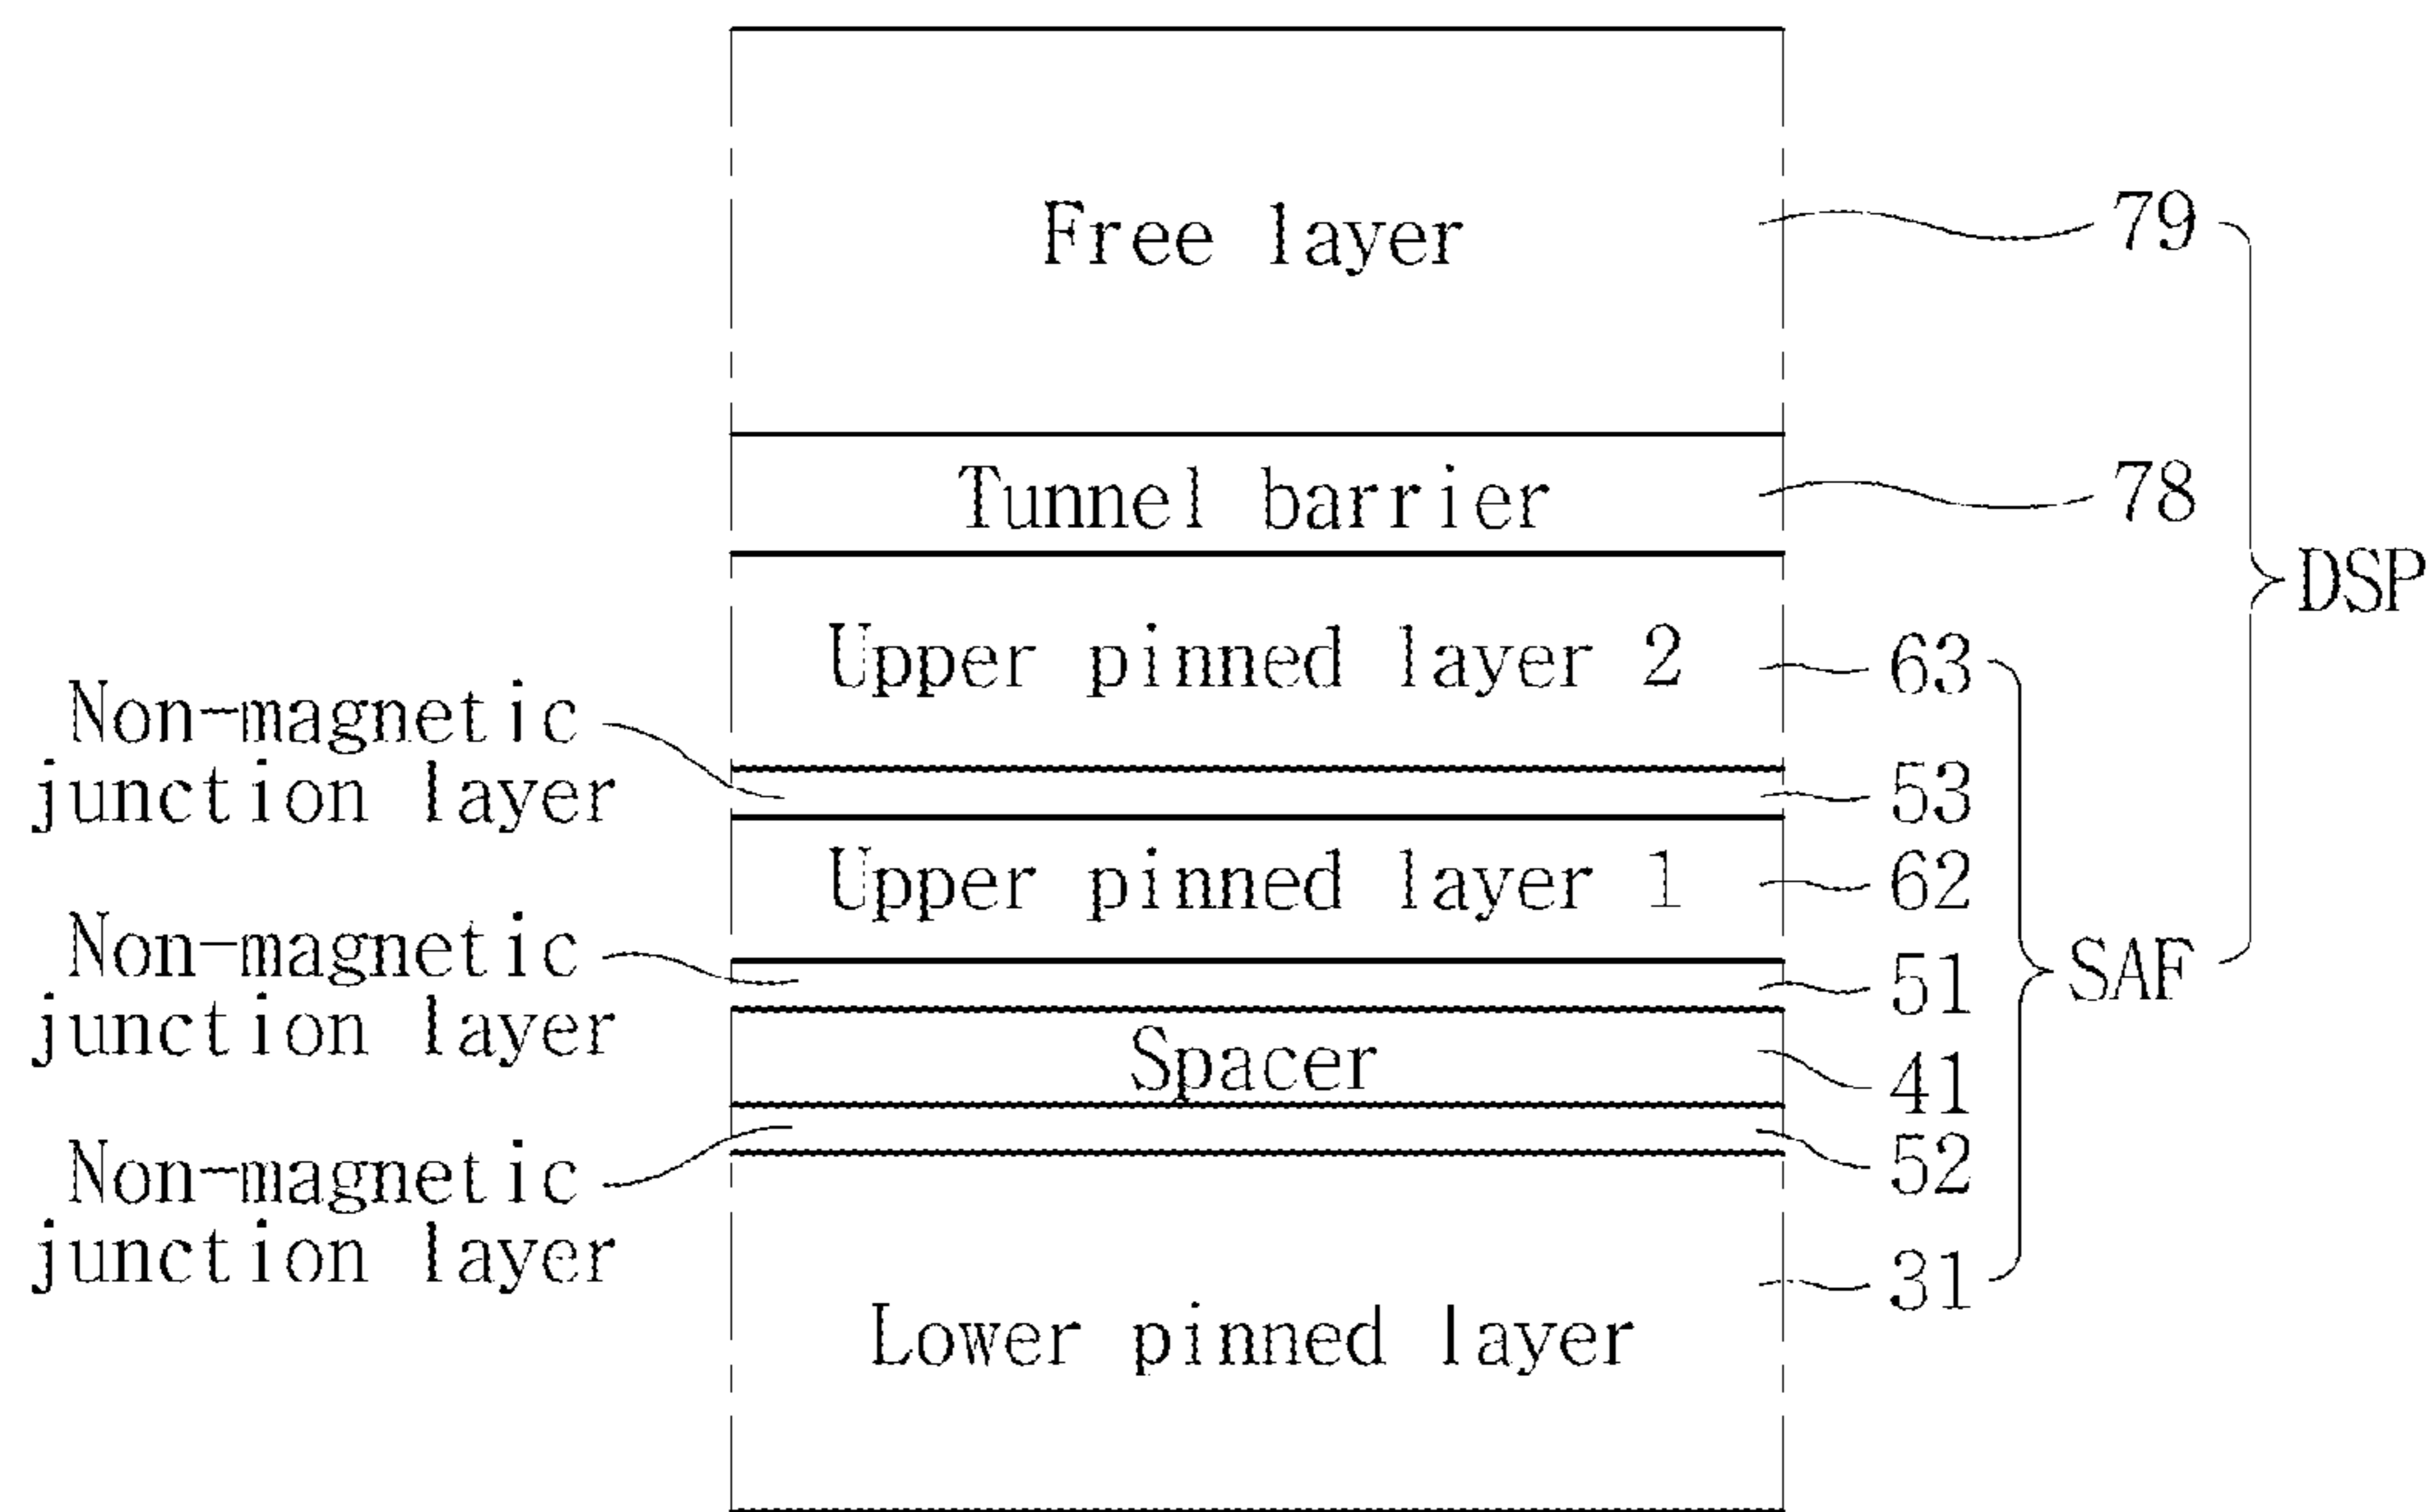 Free layer
79
Tunnel barrier
78
DSP
Upper pinned layer 2
63
Non-magnetic
junction layer
53
Upper pinned layer 1
62
Non-magnetic
junction layer
51
SAF
Spacer
41
Non-magnetic
junction layer
52
31
Lower pinned layer